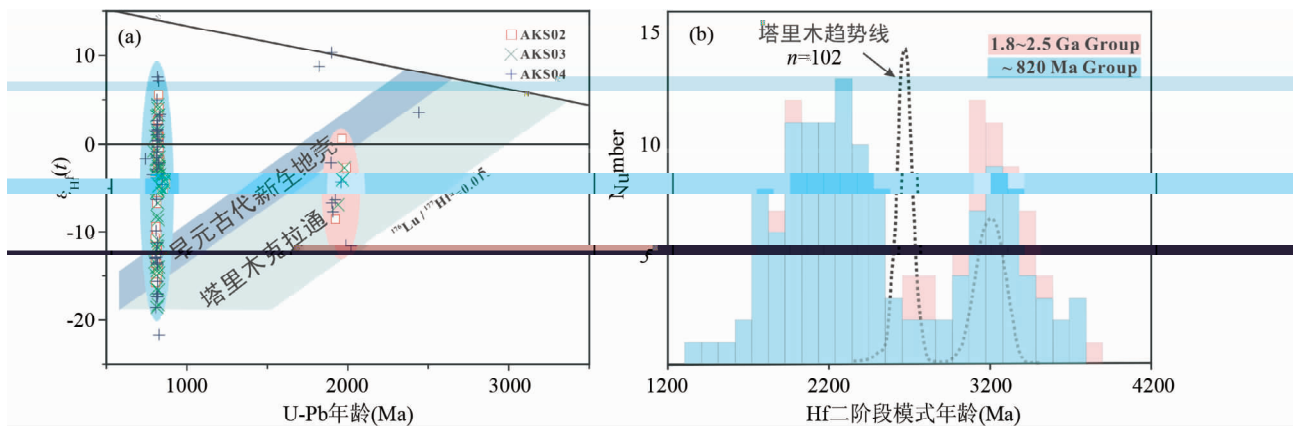 (a)
AKS02
AKS03
AKS04
10
0
-10
-20
εHf(t)
早元古代新生地壳
塔里木克拉通
¹⁷⁶Lu/¹⁷⁷Hf=0.015
1000
2000
3000
U-Pb年龄(Ma)
15
10
5
Number
(b)
塔里木趋势线
n=102
1.8~2.5 Ga Group
~ 820 Ma Group
1200
2200
3200
4200
Hf二阶段模式年龄(Ma)